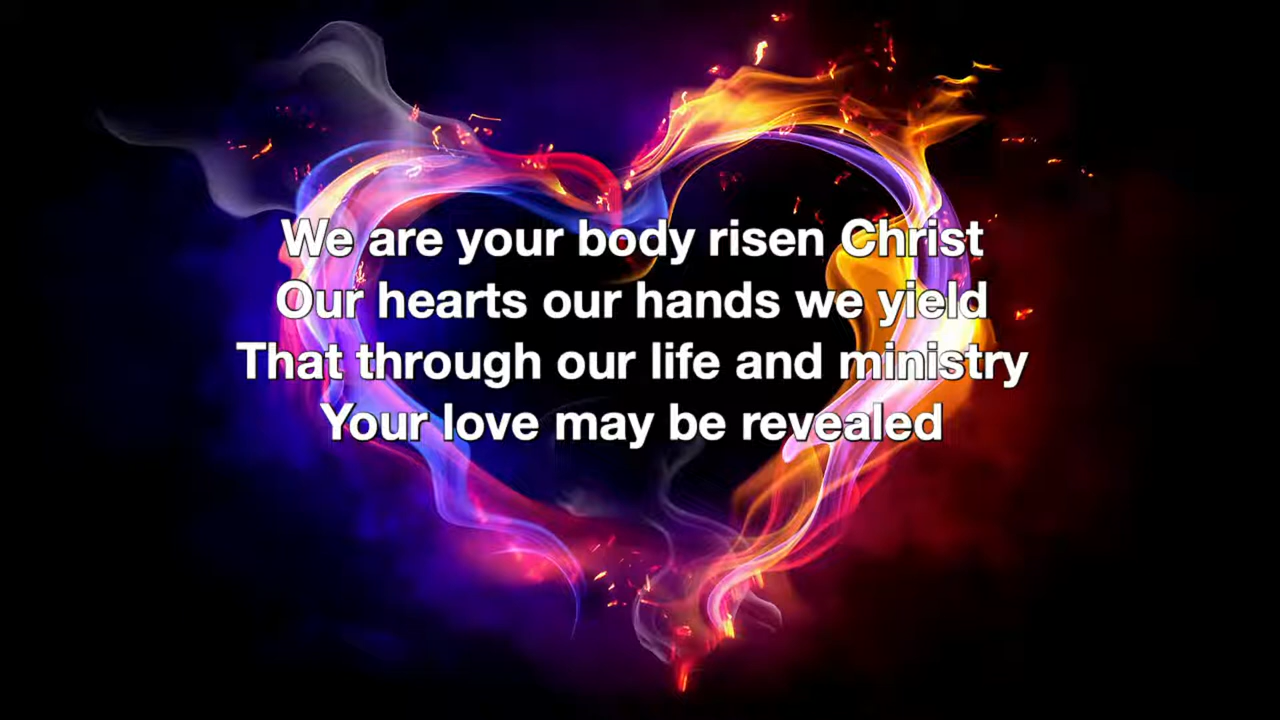 We are your body risen Christ
Our hearts our hands we yield
That through our life and ministry
Your love may be revealed